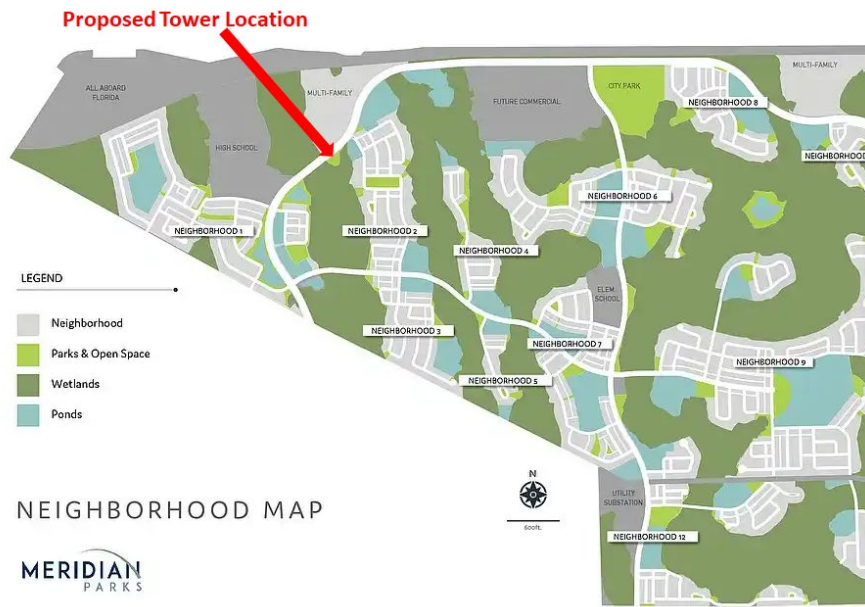 Proposed Tower Location
ALL ABOARD
FLORIDA
MULTI-FAMILY
HIGH SCHOOL
FUTURE COMMERCIAL
CITY PARK
MULTI-FAMILY
NEIGHBORHOOD 8
NEIGHBORHOOD
NEIGHBORHOOD 6
NEIGHBORHOOD 1
NEIGHBORHOOD 2
NEIGHBORHOOD 4
ELEM.
SCHOOL
NEIGHBORHOOD 3
NEIGHBORHOOD 7
NEIGHBORHOOD 9
NEIGHBORHOOD 5
LEGEND
Neighborhood
Parks & Open Space
Wetlands
Ponds
N
600ft.
UTILITY
SUBSTATION
NEIGHBORHOOD 12
NEIGHBORHOOD MAP
MERIDIAN
PARKS